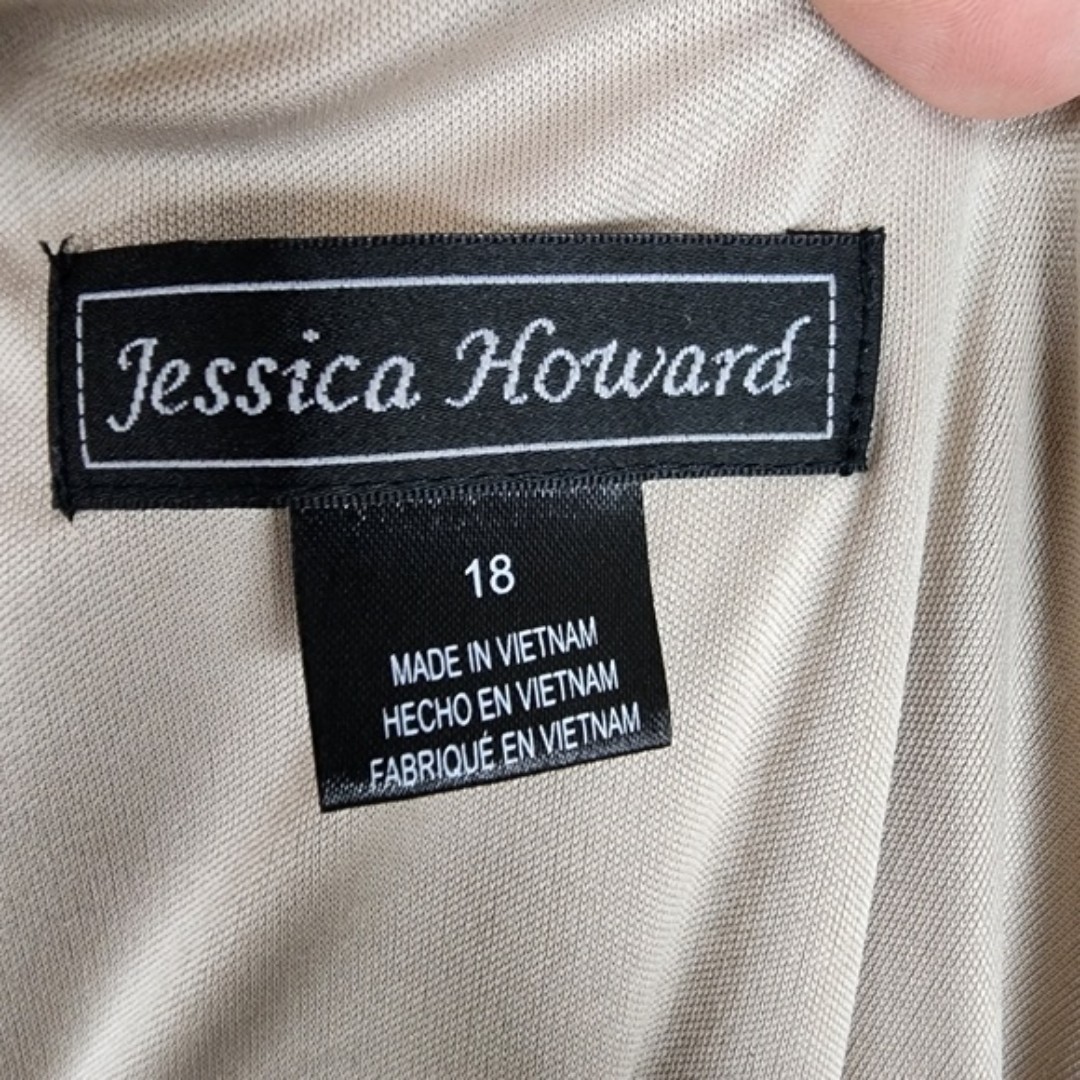 Jessica Howard
18
MADE IN VIETNAM
HECHO EN VIETNAM
FABRIQUÉ EN VIETNAM